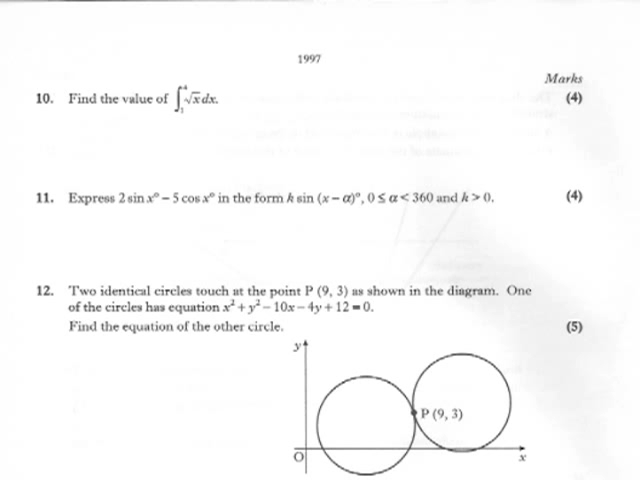 1997
Marks
10. Find the value of ∫₁⁴ √x dx. (4)
11. Express 2 sin x° – 5 cos x° in the form k sin (x – α)°, 0 ≤ α < 360 and k > 0. (4)
12. Two identical circles touch at the point P (9, 3) as shown in the diagram. One
of the circles has equation x² + y² – 10x – 4y + 12 = 0.
Find the equation of the other circle. (5)
y
P (9, 3)
O
x